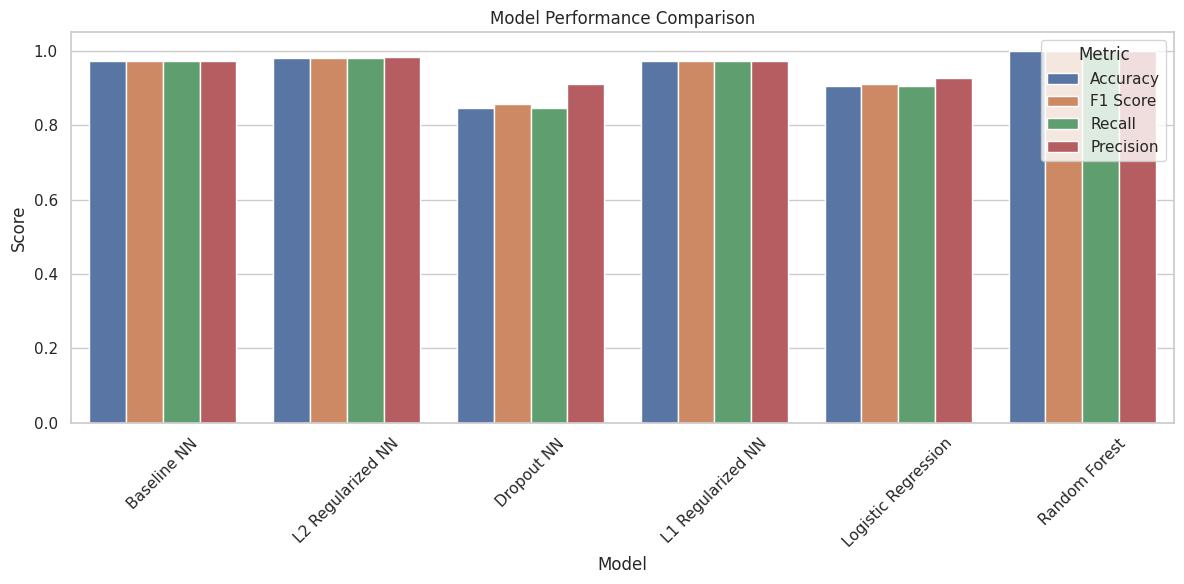 Model Performance Comparison
Metric
Accuracy
F1 Score
Recall
Precision
1.0
0.8
0.6
0.4
0.2
0.0
Score
Baseline NN
L2 Regularized NN
Dropout NN
L1 Regularized NN
Logistic Regression
Random Forest
Model